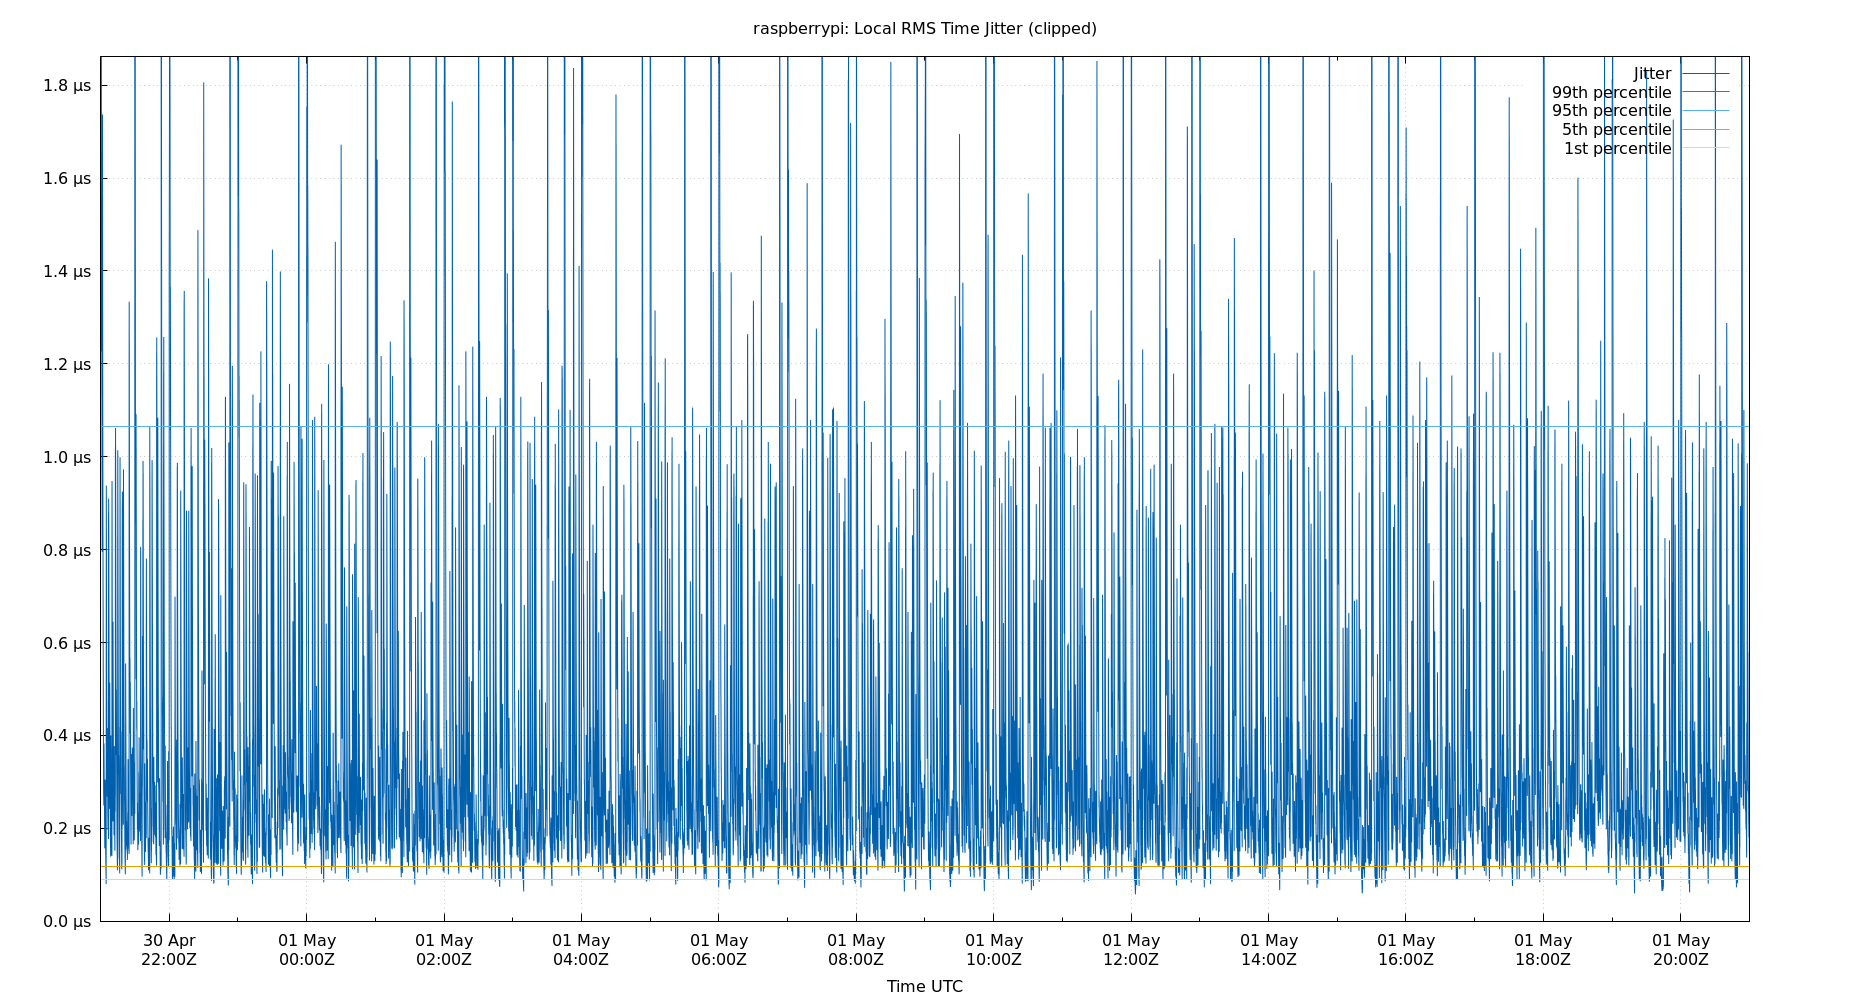 raspberrypi: Local RMS Time Jitter (clipped)
Jitter
99th percentile
95th percentile
5th percentile
1st percentile
1.8 µs
1.6 µs
1.4 µs
1.2 µs
1.0 µs
0.8 µs
0.6 µs
0.4 µs
0.2 µs
0.0 µs
30 Apr 01 May 01 May 01 May 01 May 01 May 01 May 01 May 01 May 01 May 01 May 01 May
22:00Z 00:00Z 02:00Z 04:00Z 06:00Z 08:00Z 10:00Z 12:00Z 14:00Z 16:00Z 18:00Z 20:00Z
Time UTC